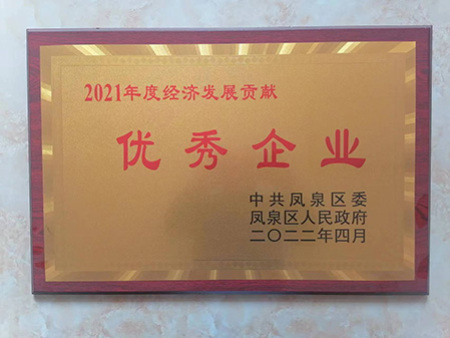 2021年度经济发展贡献
优秀企业
中共凤泉区委
凤泉区人民政府
二〇二二年四月